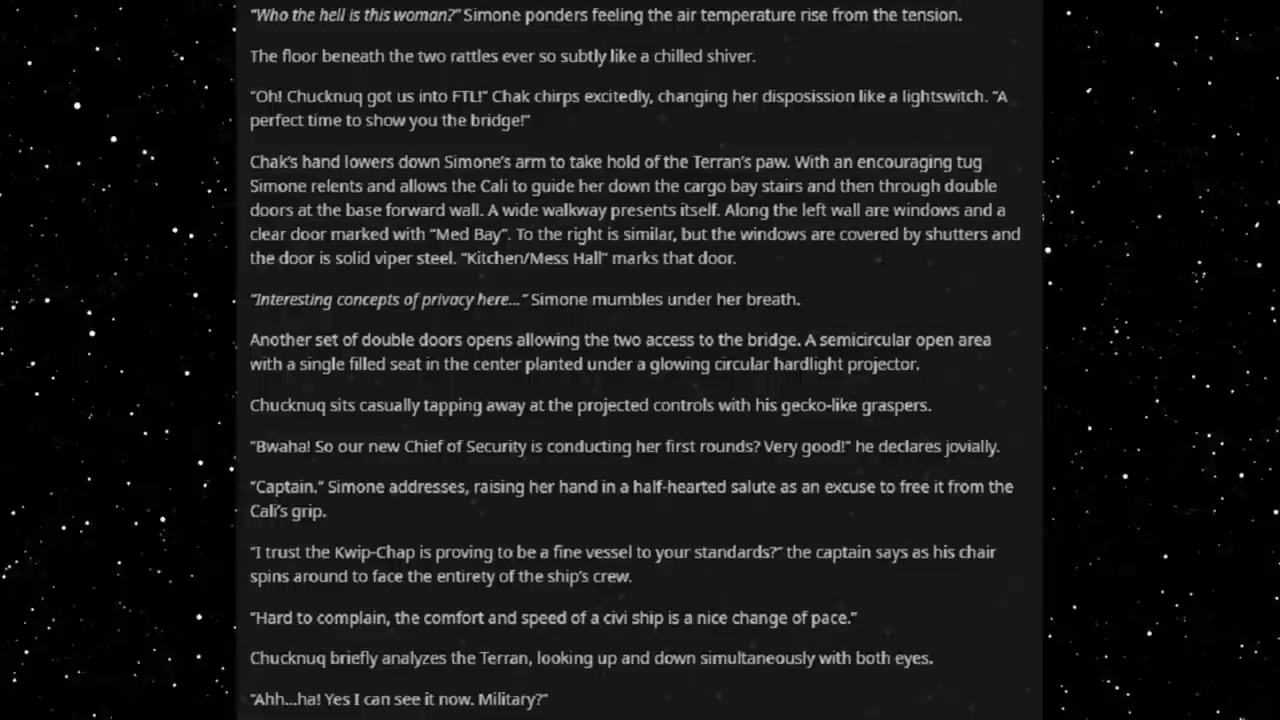 "Who the hell is this woman?" Simone ponders feeling the air temperature rise from the tension.
The floor beneath the two rattles ever so subtly like a chilled shiver.
"Oh! Chucknuq got us into FTL!" Chak chirps excitedly, changing her disposission like a lightswitch. "A
perfect time to show you the bridge!"
Chak's hand lowers down Simone's arm to take hold of the Terran's paw. With an encouraging tug
Simone relents and allows the Cali to guide her down the cargo bay stairs and then through double
doors at the base forward wall. A wide walkway presents itself. Along the left wall are windows and a
clear door marked with "Med Bay". To the right is similar, but the windows are covered by shutters and
the door is solid viper steel. "Kitchen/Mess Hall" marks that door.
"Interesting concepts of privacy here..." Simone mumbles under her breath.
Another set of double doors opens allowing the two access to the bridge. A semicircular open area
with a single filled seat in the center planted under a glowing circular hardlight projector.
Chucknuq sits casually tapping away at the projected controls with his gecko-like graspers.
"Bwaha! So our new Chief of Security is conducting her first rounds? Very good!" he declares jovially.
"Captain." Simone addresses, raising her hand in a half-hearted salute as an excuse to free it from the
Cali's grip.
"I trust the Kwip-Chap is proving to be a fine vessel to your standards?" the captain says as his chair
spins around to face the entirety of the ship's crew.
"Hard to complain, the comfort and speed of a civi ship is a nice change of pace."
Chucknuq briefly analyzes the Terran, looking up and down simultaneously with both eyes.
"Ahh...ha! Yes I can see it now. Military?"